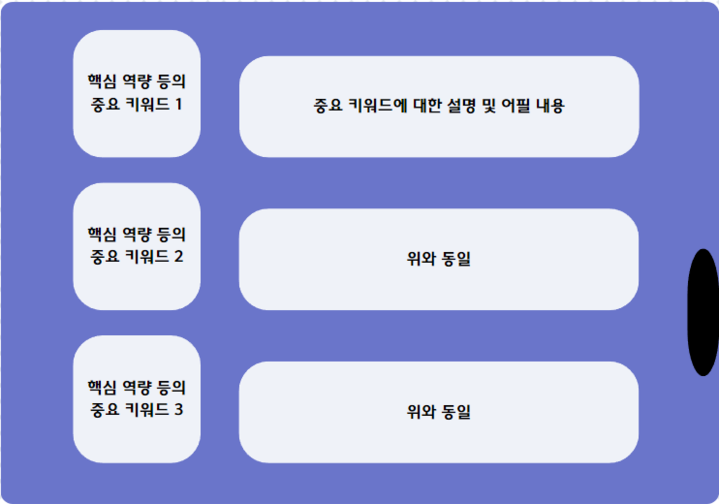 핵심 역량 등의
중요 키워드 1
중요 키워드에 대한 설명 및 어필 내용
핵심 역량 등의
중요 키워드 2
위와 동일
핵심 역량 등의
중요 키워드 3
위와 동일